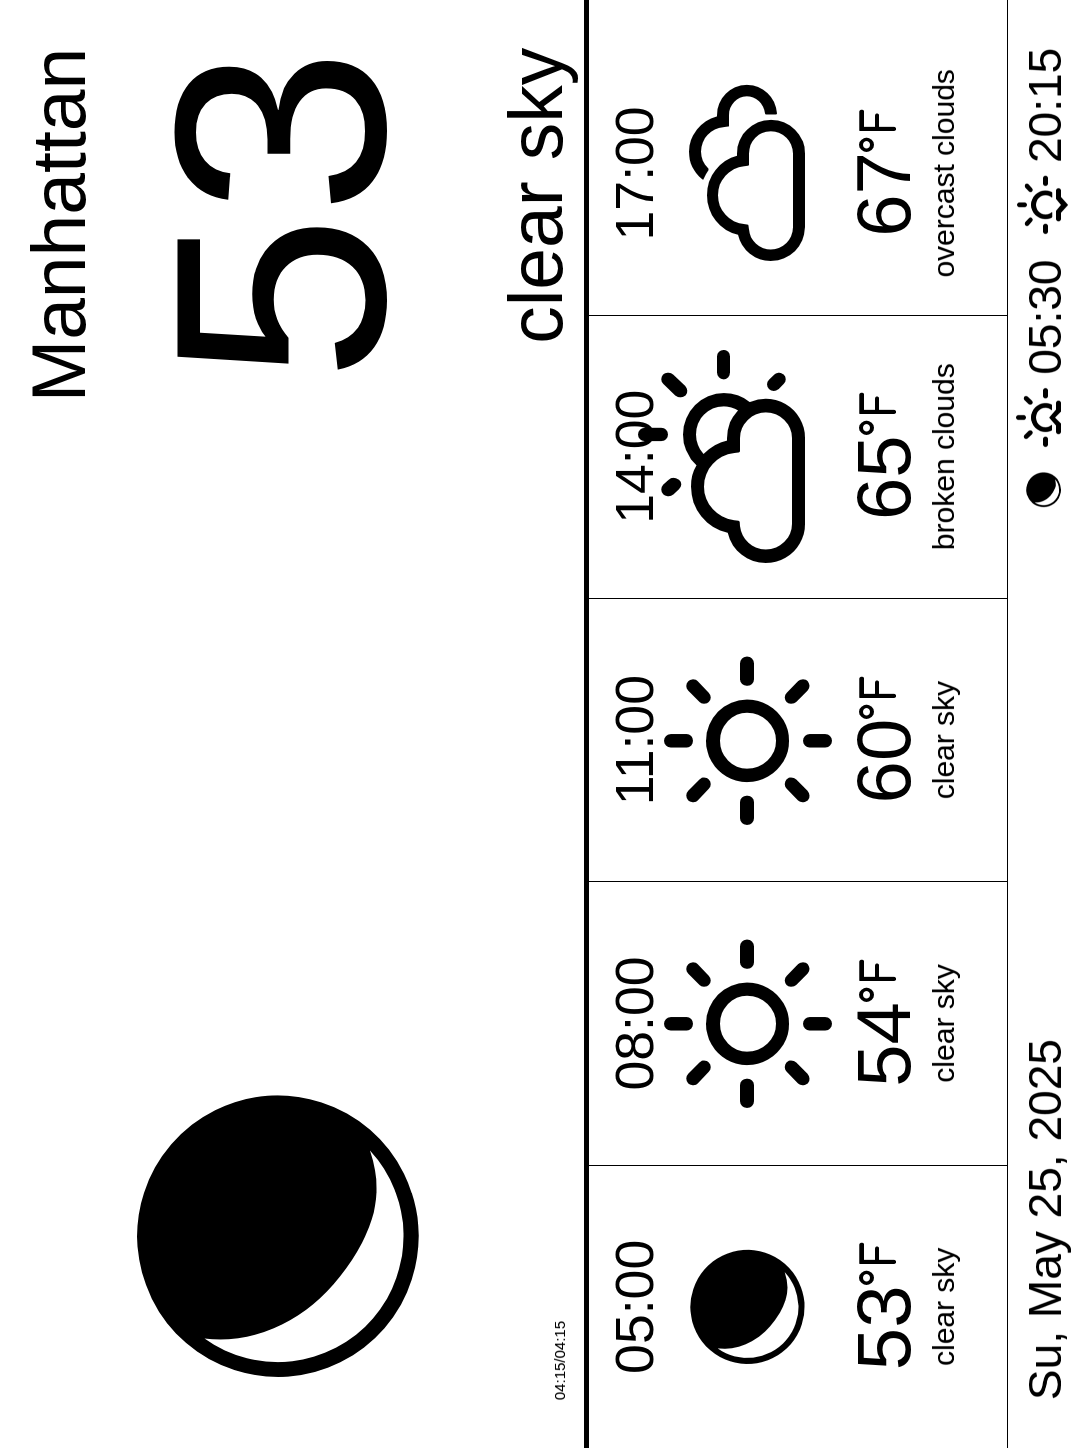 Manhattan
53
clear sky
04:15/04:15
05:00
53°F
clear sky
08:00
54°F
clear sky
11:00
60°F
clear sky
14:00
65°F
broken clouds
17:00
67°F
overcast clouds
Su, May 25, 2025
05:30
20:15